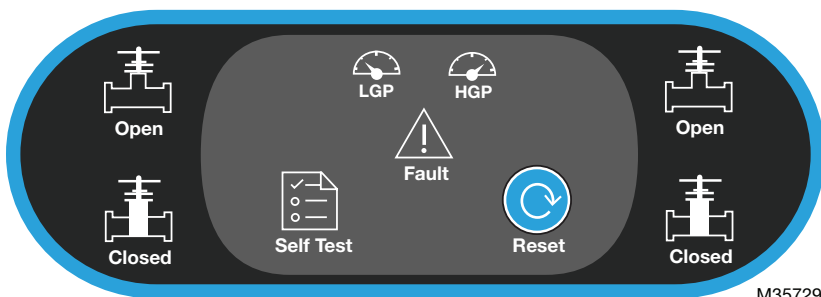 LGP
HGP
Open
Open
Fault
Self Test
Reset
Closed
Closed
M35729